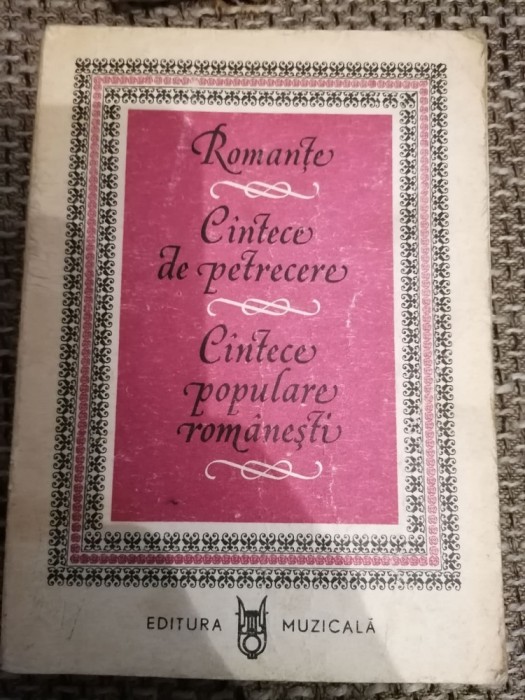 Romanțe
Cîntece
de petrecere
Cîntece
populare
românești
EDITURA MUZICALĂ